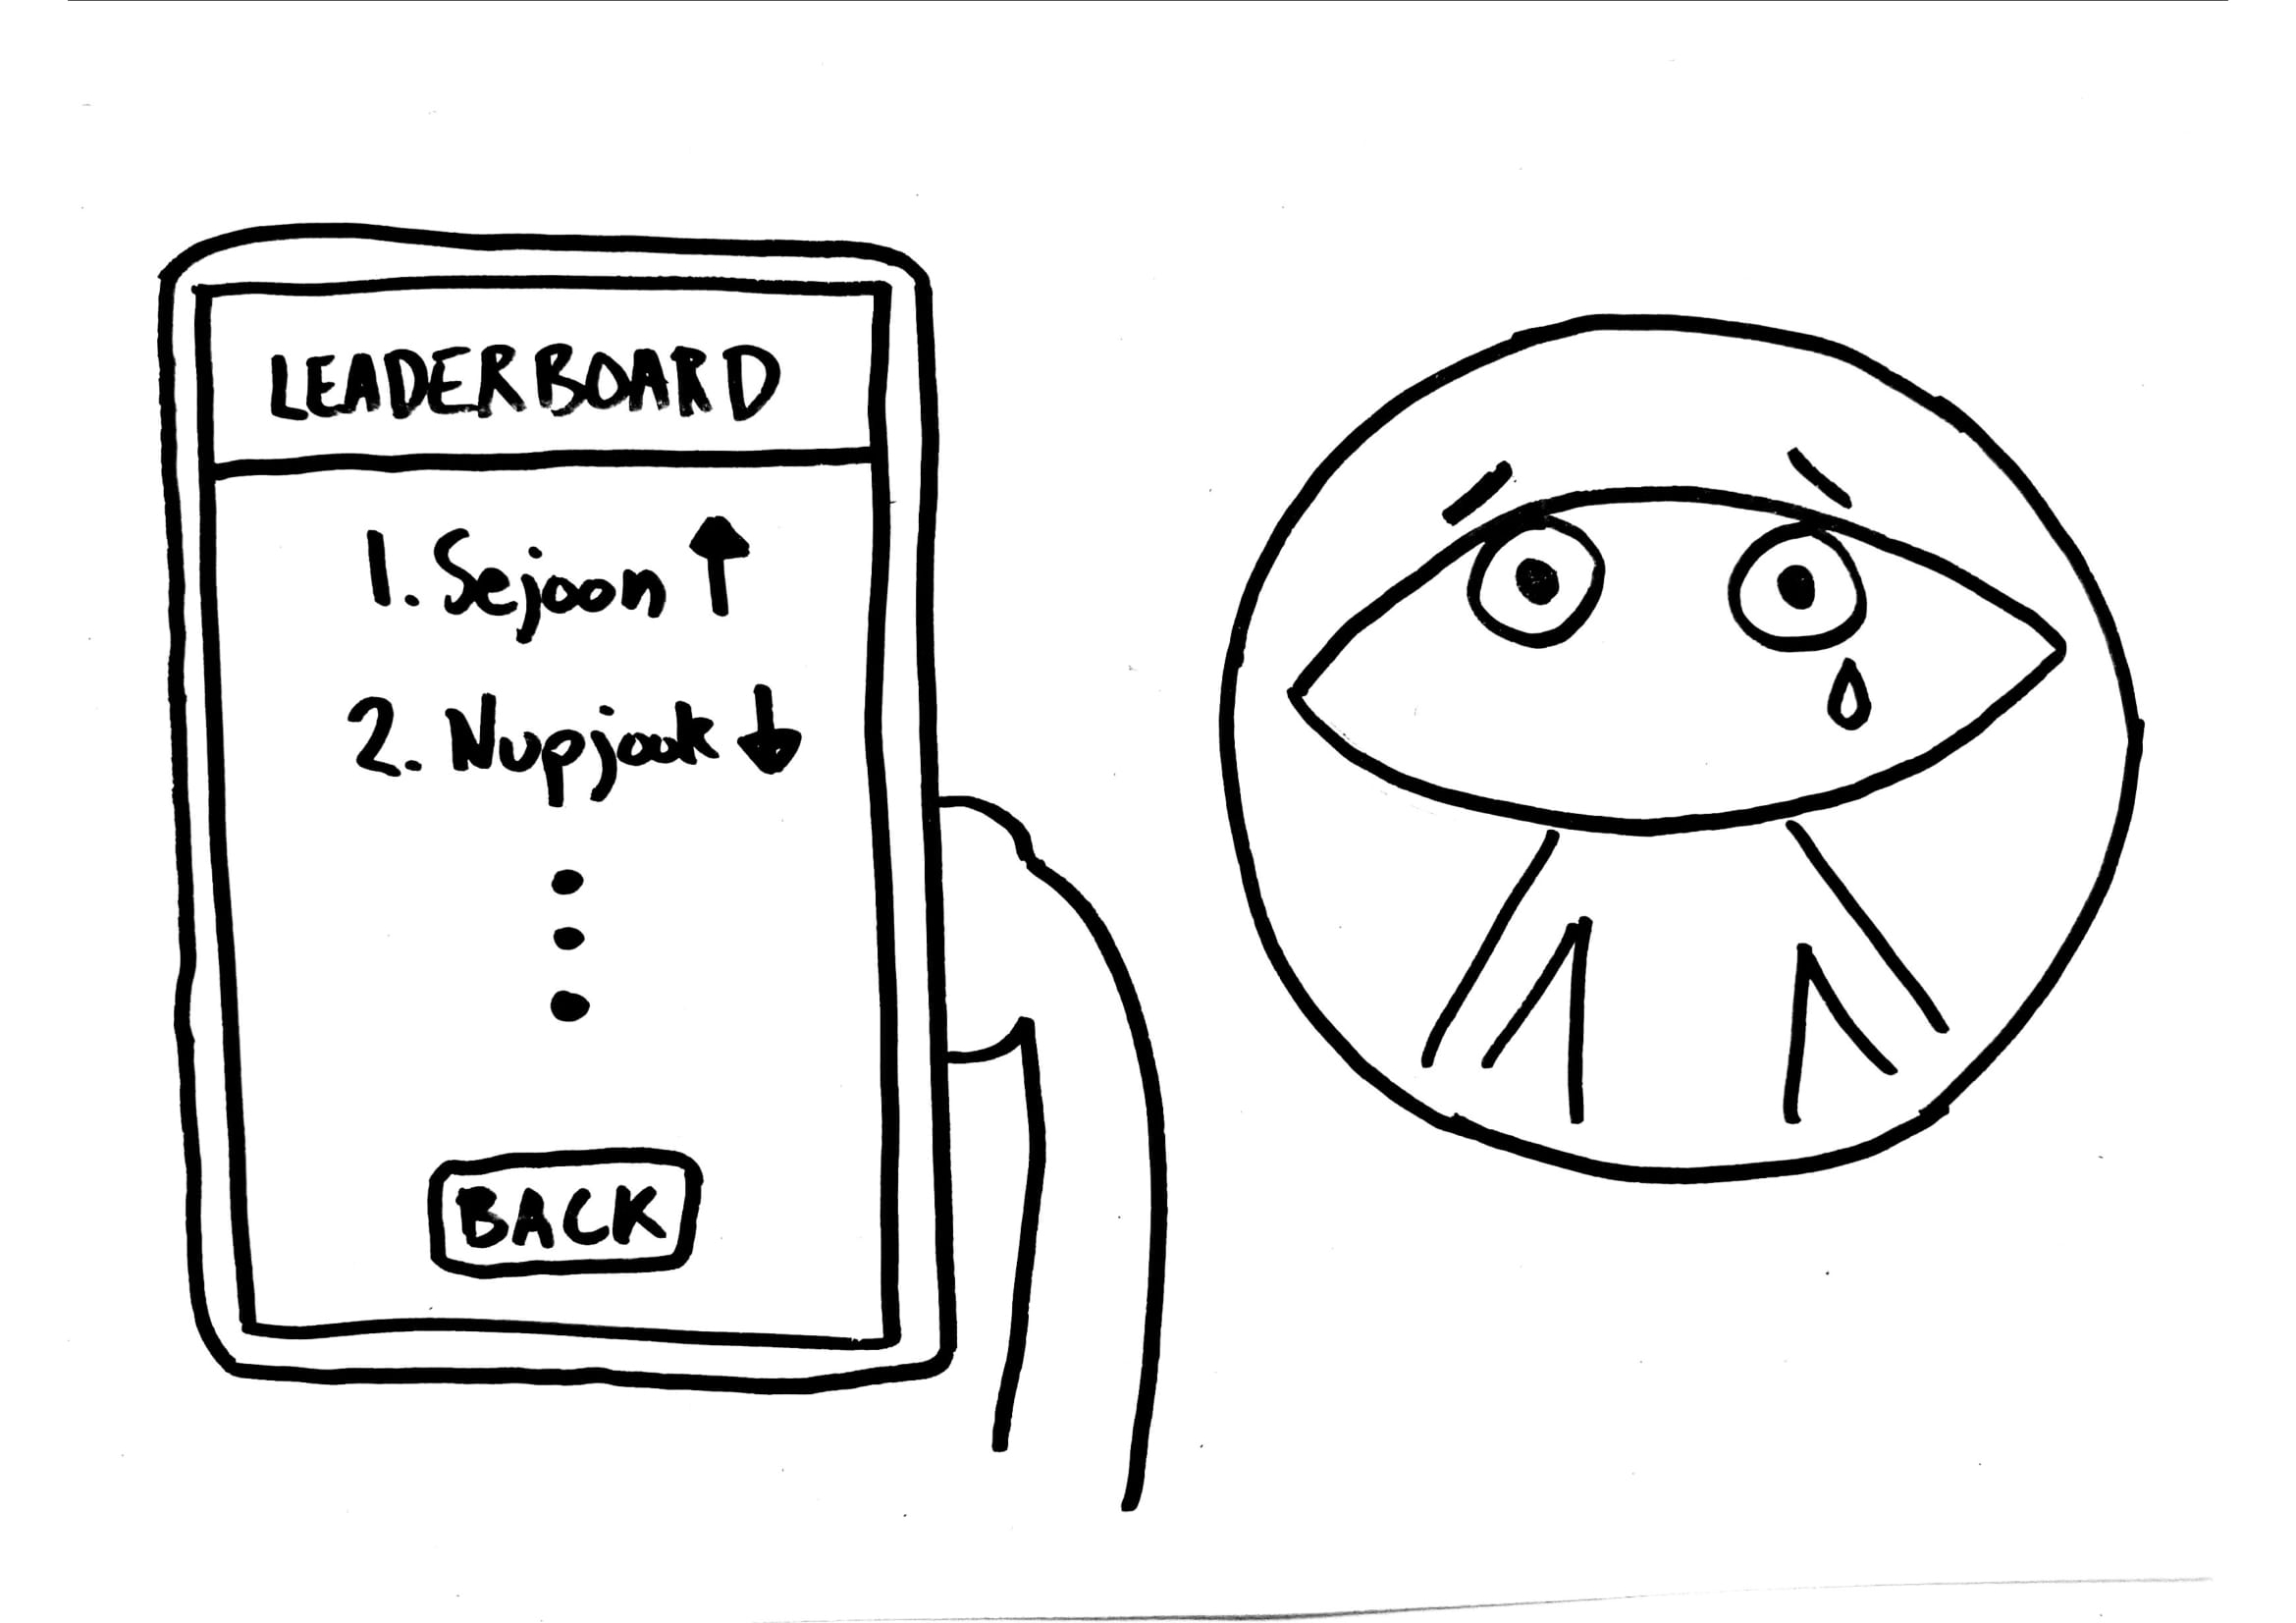 LEADERBOARD
1. Sejoon ↑
2. Nupjook ↓
BACK